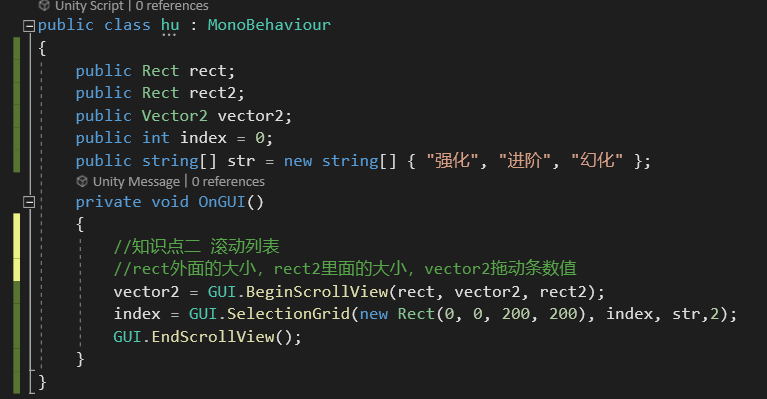 Unity Script | 0 references
public class hu : MonoBehaviour
{
public Rect rect;
public Rect rect2;
public Vector2 vector2;
public int index = 0;
public string[] str = new string[] { "强化", "进阶", "幻化" };
Unity Message | 0 references
private void OnGUI()
{
//知识点二 滚动列表
//rect外面的大小，rect2里面的大小，vector2拖动条数值
vector2 = GUI.BeginScrollView(rect, vector2, rect2);
index = GUI.SelectionGrid(new Rect(0, 0, 200, 200), index, str,2);
GUI.EndScrollView();
}
}